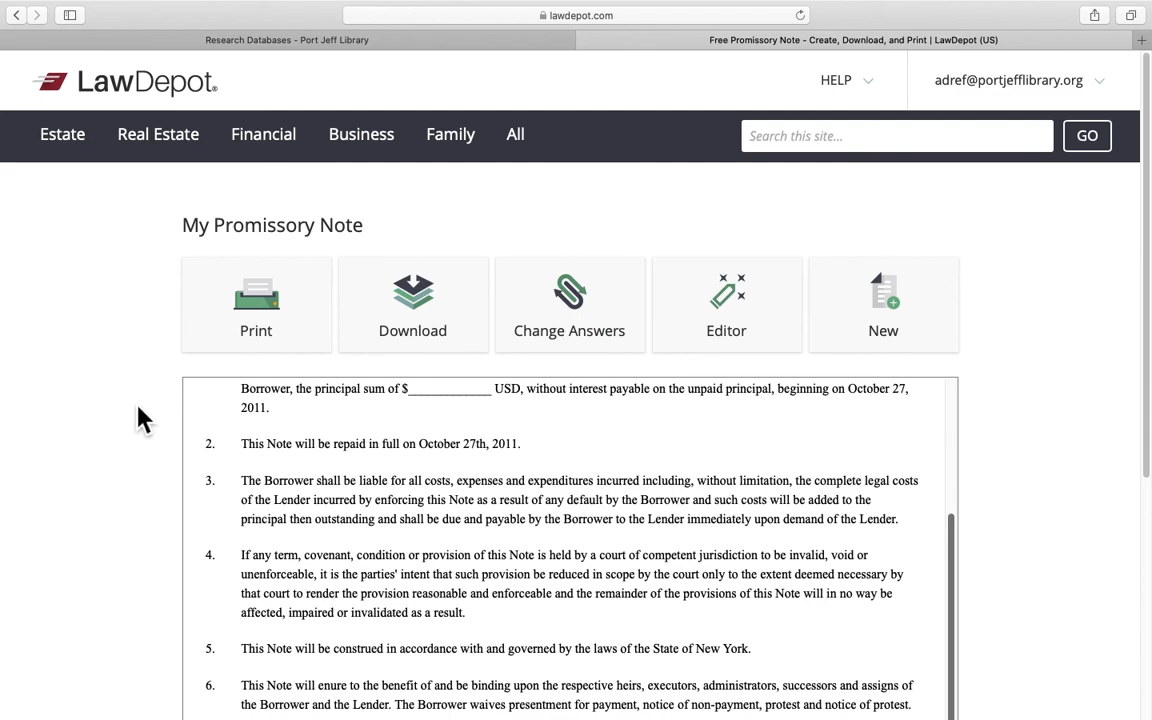 lawdepot.com
Research Databases - Port Jeff Library
Free Promissory Note - Create, Download, and Print | LawDepot (US)
LawDepot®
HELP
adref@portjefflibrary.org
Estate Real Estate Financial Business Family All
Search this site...
GO
My Promissory Note
Print
Download
Change Answers
Editor
New
Borrower, the principal sum of $_____________ USD, without interest payable on the unpaid principal, beginning on October 27,
2011.
2. This Note will be repaid in full on October 27th, 2011.
3. The Borrower shall be liable for all costs, expenses and expenditures incurred including, without limitation, the complete legal costs
of the Lender incurred by enforcing this Note as a result of any default by the Borrower and such costs will be added to the
principal then outstanding and shall be due and payable by the Borrower to the Lender immediately upon demand of the Lender.
4. If any term, covenant, condition or provision of this Note is held by a court of competent jurisdiction to be invalid, void or
unenforceable, it is the parties' intent that such provision be reduced in scope by the court only to the extent deemed necessary by
that court to render the provision reasonable and enforceable and the remainder of the provisions of this Note will in no way be
affected, impaired or invalidated as a result.
5. This Note will be construed in accordance with and governed by the laws of the State of New York.
6. This Note will enure to the benefit of and be binding upon the respective heirs, executors, administrators, successors and assigns of
the Borrower and the Lender. The Borrower waives presentment for payment, notice of non-payment, protest and notice of protest.